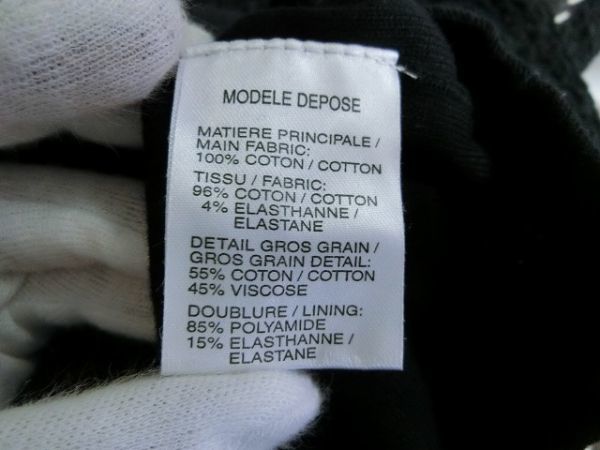 MODELE DEPOSE
MATIERE PRINCIPALE /
MAIN FABRIC:
100% COTON / COTTON
TISSU / FABRIC:
96% COTON / COTTON
4% ELASTHANNE /
ELASTANE
DETAIL GROS GRAIN /
GROS GRAIN DETAIL:
55% COTON / COTTON
45% VISCOSE
DOUBLURE / LINING:
85% POLYAMIDE
15% ELASTHANNE /
ELASTANE